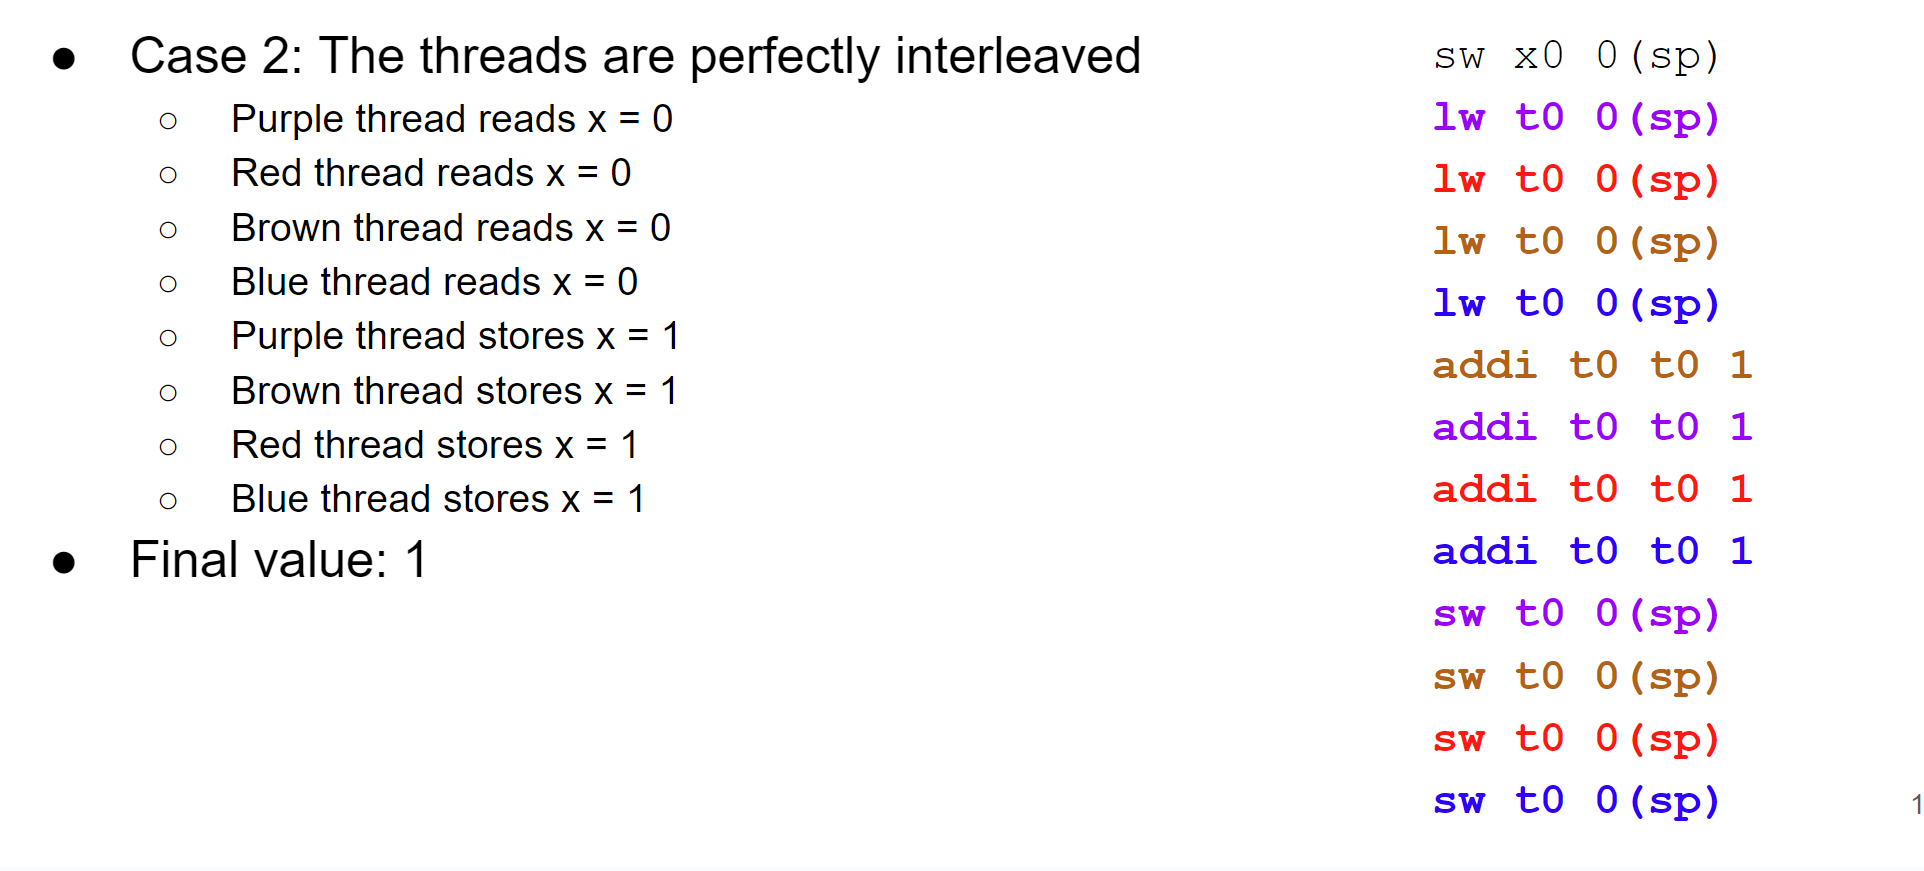 ● Case 2: The threads are perfectly interleaved
○ Purple thread reads x = 0
○ Red thread reads x = 0
○ Brown thread reads x = 0
○ Blue thread reads x = 0
○ Purple thread stores x = 1
○ Brown thread stores x = 1
○ Red thread stores x = 1
○ Blue thread stores x = 1
● Final value: 1
sw x0 0(sp)
lw t0 0(sp)
lw t0 0(sp)
lw t0 0(sp)
lw t0 0(sp)
addi t0 t0 1
addi t0 t0 1
addi t0 t0 1
addi t0 t0 1
sw t0 0(sp)
sw t0 0(sp)
sw t0 0(sp)
sw t0 0(sp)
1